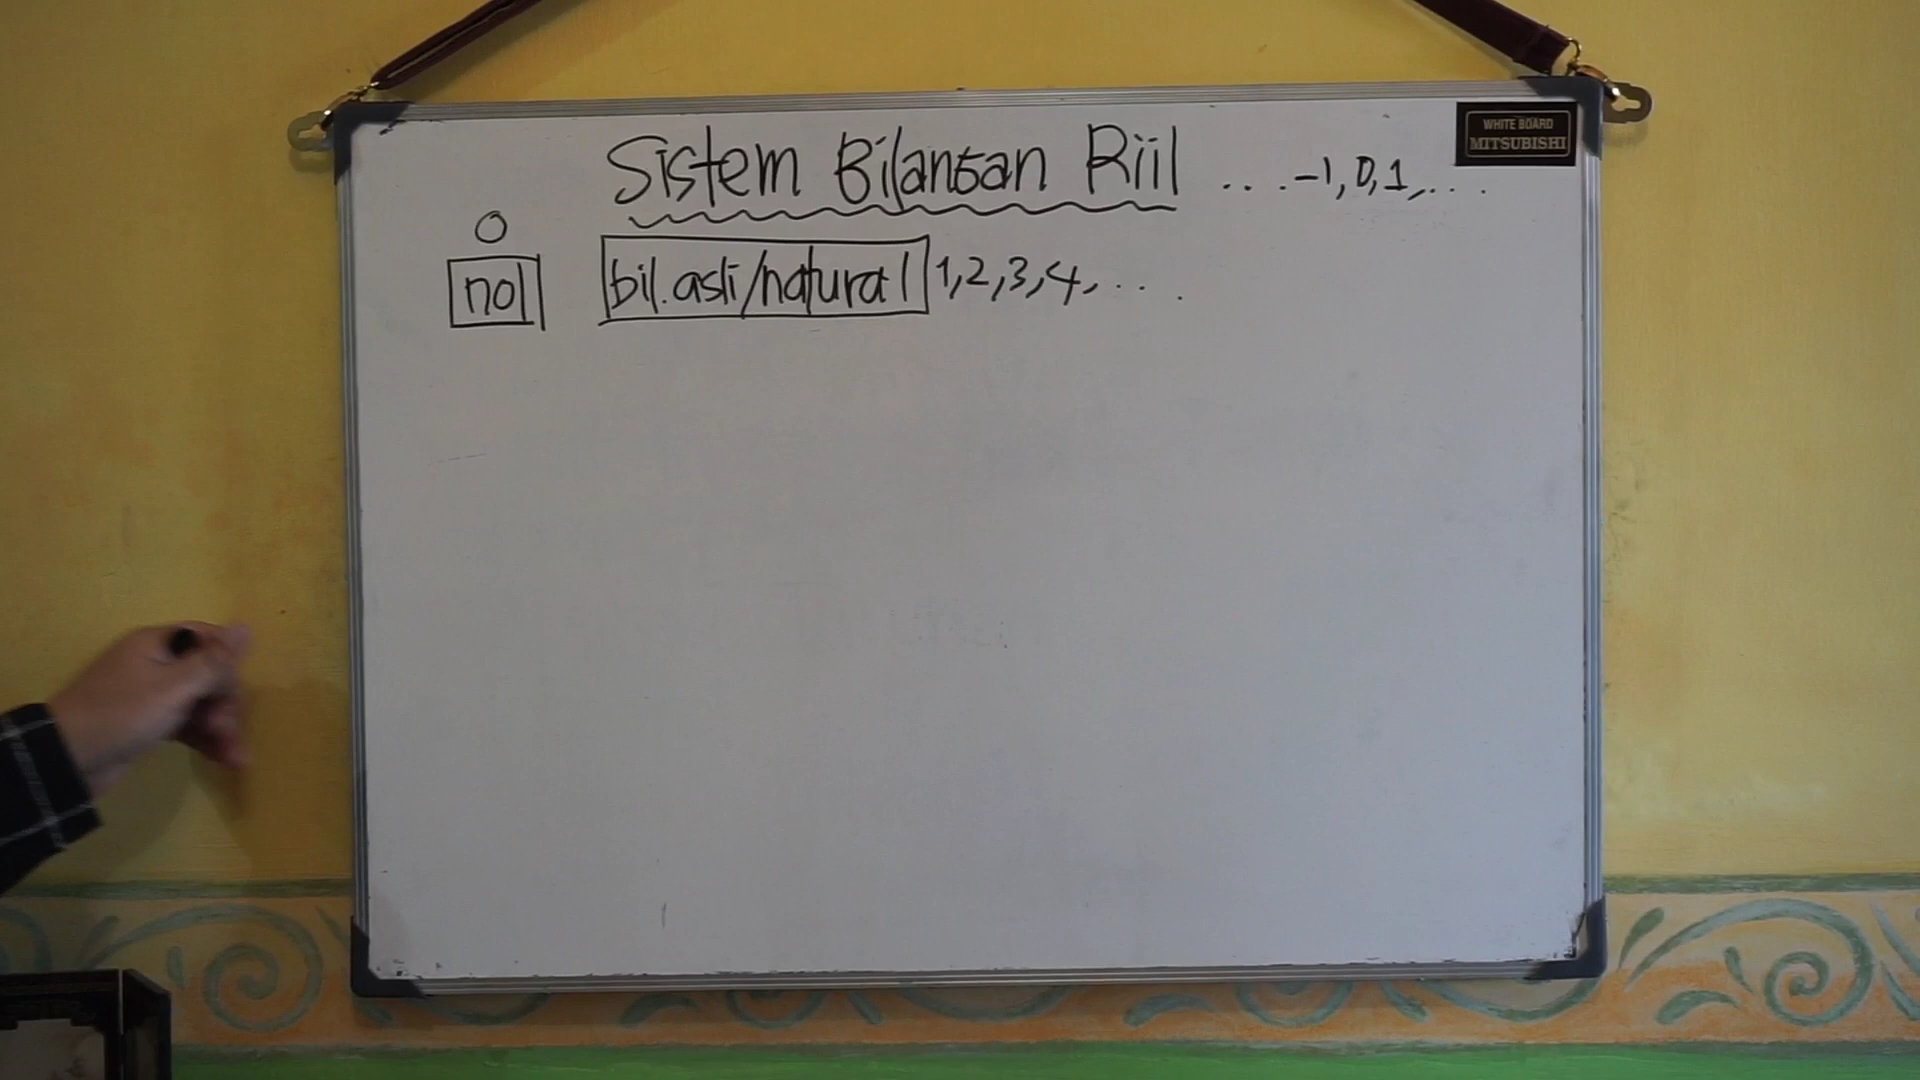 WHITE BOARD
MITSUBISHI
Sistem Bilangan Riil ...-1,0,1,...
0
nol bil.asli/natural 1,2,3,4,...